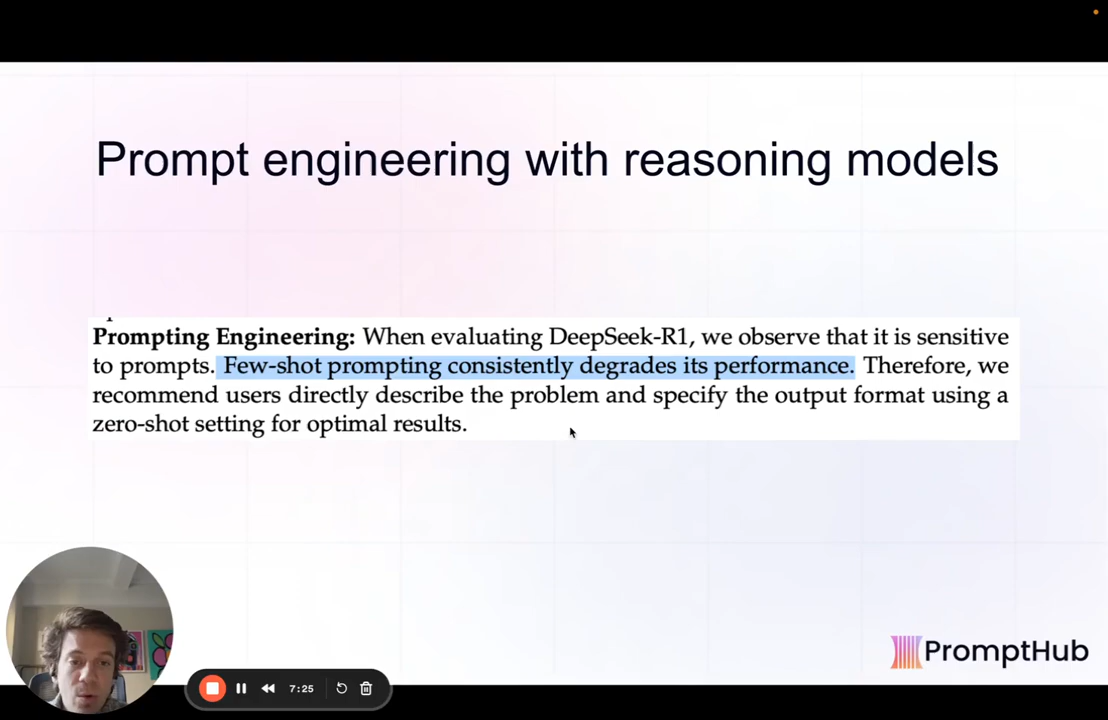 Prompt engineering with reasoning models
Prompting Engineering: When evaluating DeepSeek-R1, we observe that it is sensitive
to prompts. Few-shot prompting consistently degrades its performance. Therefore, we
recommend users directly describe the problem and specify the output format using a
zero-shot setting for optimal results.
PromptHub
7:25